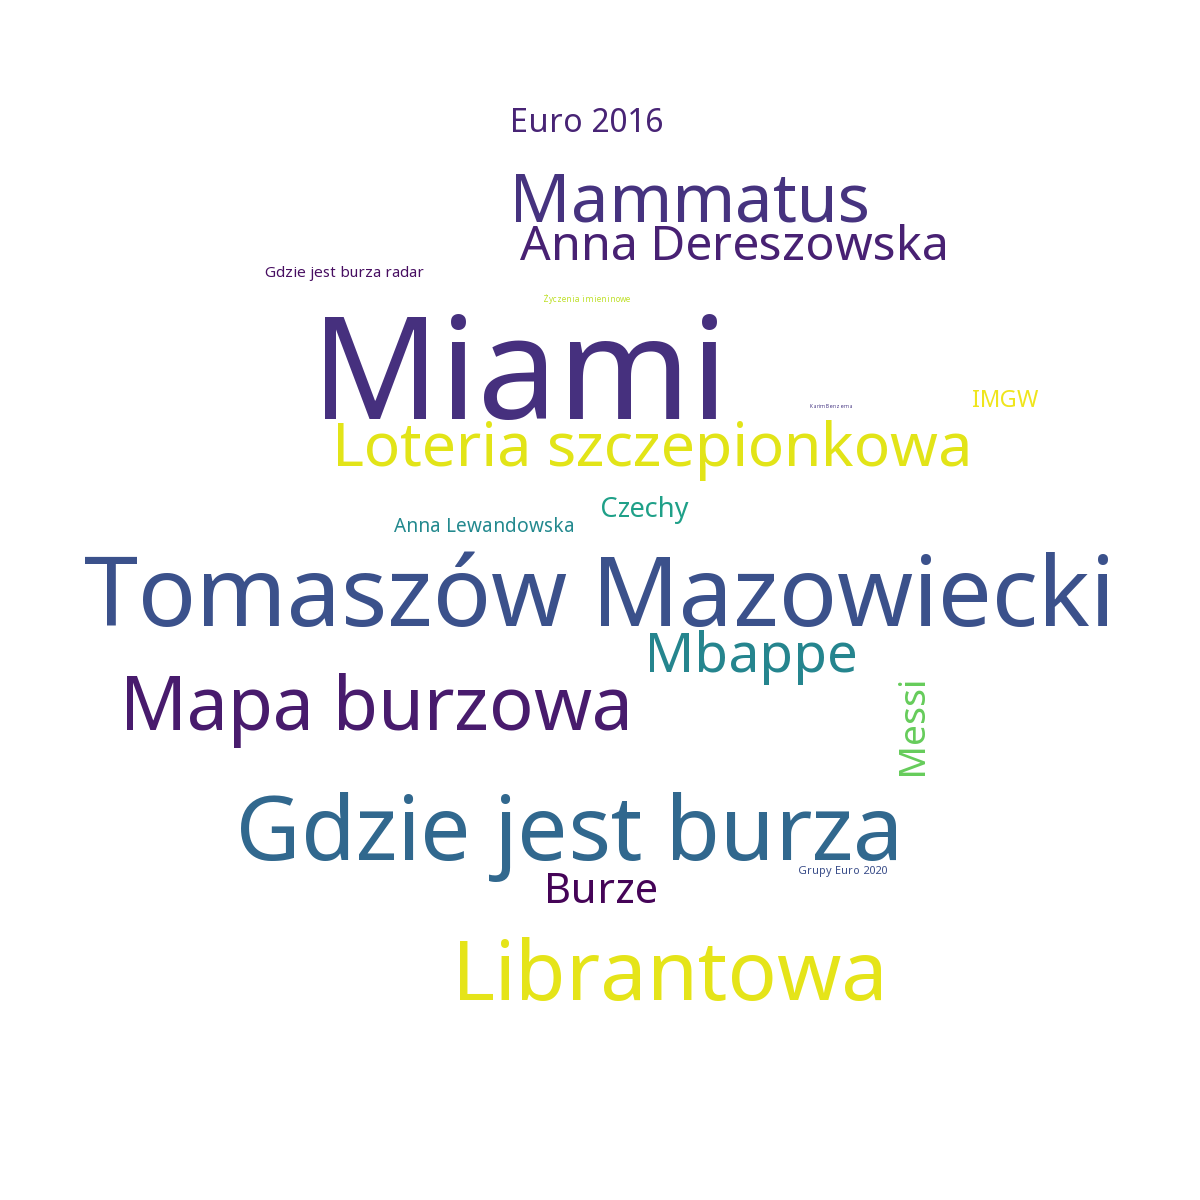 Euro 2016
Mammatus
Anna Dereszowska
Gdzie jest burza radar
Życzenia imieninowe
Miami
IMGW
Karim Benzema
Loteria szczepionkowa
Czechy
Anna Lewandowska
Tomaszów Mazowiecki
Mbappe
Mapa burzowa
Messi
Gdzie jest burza
Grupy Euro 2020
Burze
Librantowa